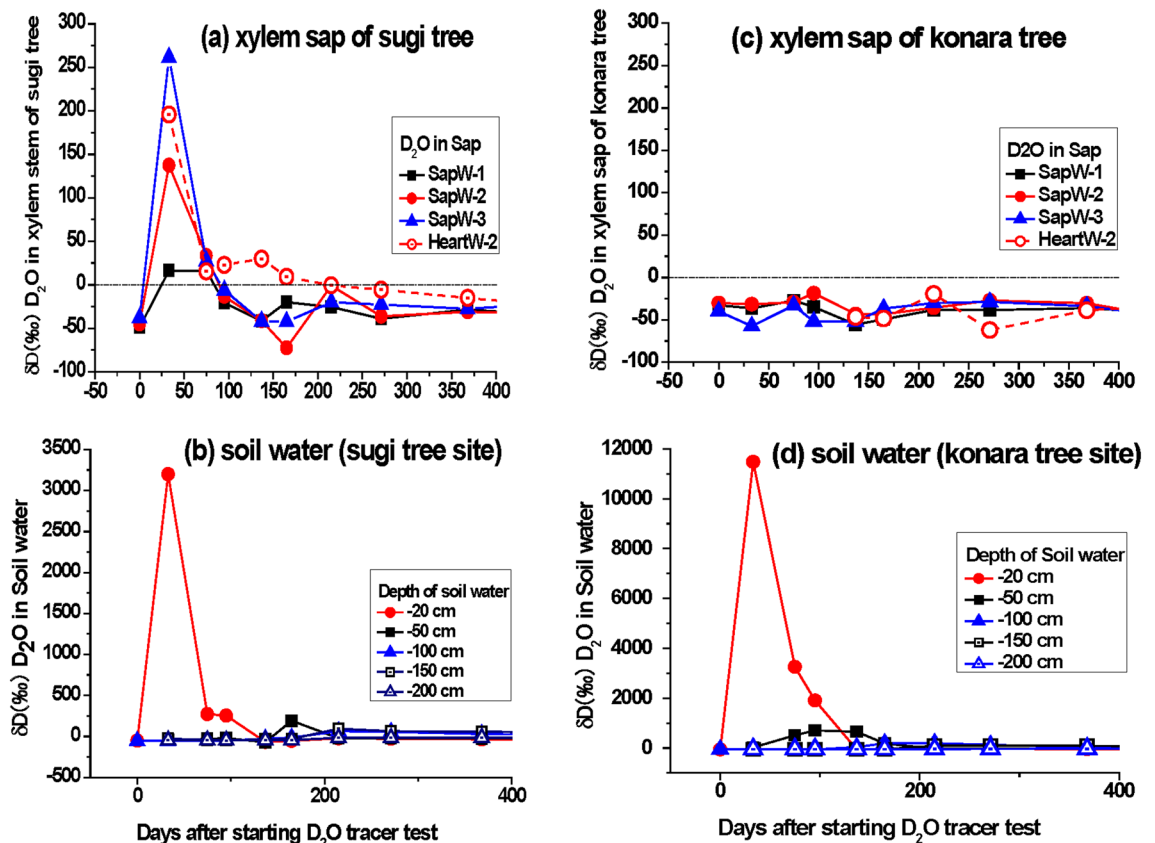 (a) xylem sap of sugi tree
δD(‰) D₂O in xylem stem of sugi tree
300
250
200
150
100
50
0
-50
-100
-50 0 50 100 150 200 250 300 350 400
D₂O in Sap
SapW-1
SapW-2
SapW-3
HeartW-2
(c) xylem sap of konara tree
δD(‰) D₂O in xylem sap of konara tree
300
250
200
150
100
50
0
-50
-100
-50 0 50 100 150 200 250 300 350 400
D2O in Sap
SapW-1
SapW-2
SapW-3
HeartW-2
(b) soil water (sugi tree site)
δD(‰) D₂O in Soil water
3500
3000
2500
2000
1500
1000
500
0
-500
0 200 400
Depth of soil water
-20 cm
-50 cm
-100 cm
-150 cm
-200 cm
Days after starting D₂O tracer test
(d) soil water (konara tree site)
δD(‰) D₂O in Soil water
12000
10000
8000
6000
4000
2000
0
0 200 400
Depth of Soil water
-20 cm
-50 cm
-100 cm
-150 cm
-200 cm
Days after starting D₂O tracer test